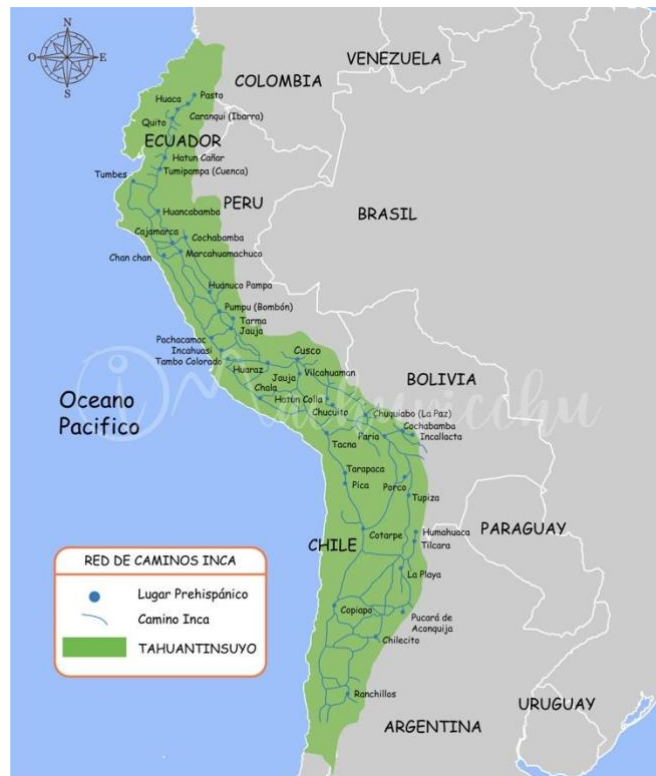 N
O
E
S
VENEZUELA
COLOMBIA
Huaca
Pasto
Quito
Caranqui (Ibarra)
ECUADOR
Hatun Cañar
Tumipampa (Cuenca)
Tumbes
PERU
Huancabamba
BRASIL
Cajamarca
Cochabamba
Marcahuamachuco
Chan chan
Huánuco Pampa
Pumpu (Bombón)
Tarma
Jauja
Pachacamac
Incahuasi
Tambo Colorado
Cusco
Huaraz
Jauja
Vilcahuaman
BOLIVIA
Chala
Hatun Colla
Chucuito
Oceano
Pacifico
Chuquiabo (La Paz)
Cochabamba
Incallacta
Tacna
Paria
Tarapaca
Pica
Porco
Tupiza
PARAGUAY
CHILE
Catarpe
Humahuaca
Tilcara
La Playa
RED DE CAMINOS INCA
Lugar Prehispánico
Camino Inca
TAHUANTINSUYO
Copiapo
Pucará de
Aconquija
Chilecito
Ranchillos
URUGUAY
ARGENTINA